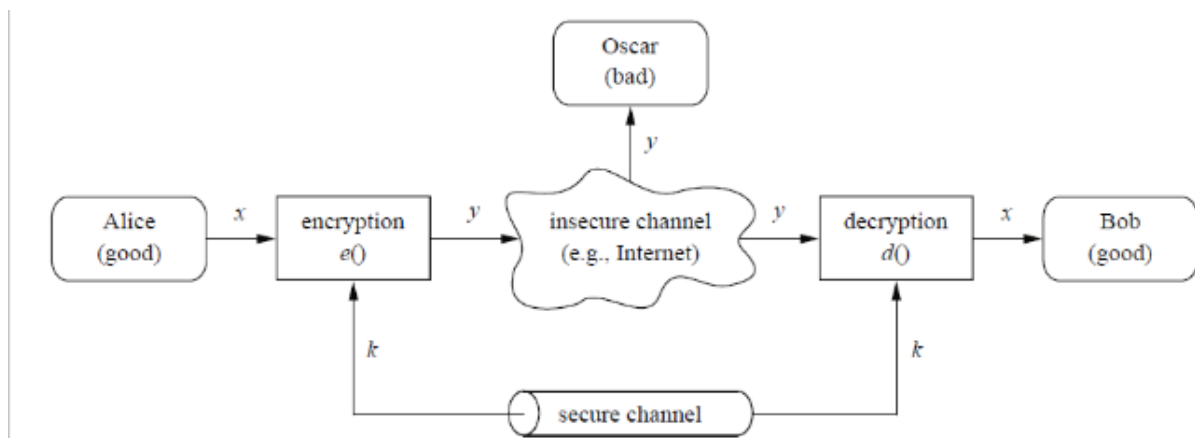 Oscar
(bad)
y
Alice
(good)
x
encryption
e()
y
insecure channel
(e.g., Internet)
y
decryption
d()
x
Bob
(good)
k
k
secure channel